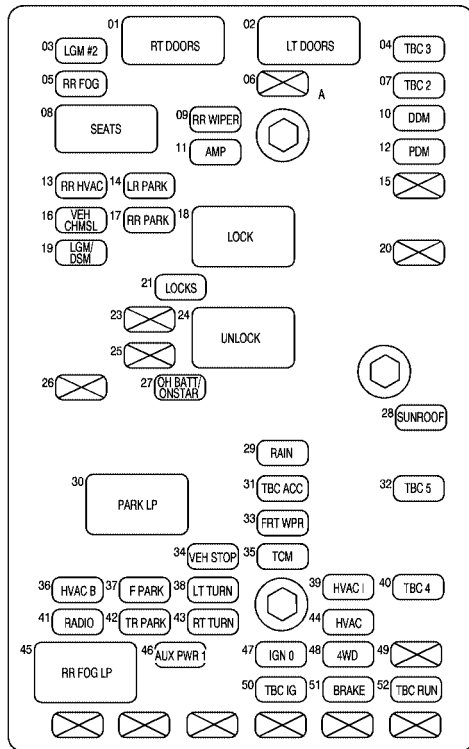 01 RT DOORS
02 LT DOORS
03 LGM #2
04 TBC 3
05 RR FOG
06
A
07 TBC 2
08 SEATS
09 RR WIPER
10 DDM
11 AMP
12 PDM
13 RR HVAC
14 LR PARK
15
16 VEH
CHMSL
17 RR PARK
18 LOCK
19 LGM/
DSM
20
21 LOCKS
23
24 UNLOCK
25
26
27 OH BATT/
ONSTAR
28 SUNROOF
29 RAIN
30 PARK LP
31 TBC ACC
32 TBC 5
33 FRT WPR
34 VEH STOP
35 TCM
36 HVAC B
37 F PARK
38 LT TURN
39 HVAC I
40 TBC 4
41 RADIO
42 TR PARK
43 RT TURN
44 HVAC
45 RR FOG LP
46 AUX PWR 1
47 IGN 0
48 4WD
49
50 TBC IG
51 BRAKE
52 TBC RUN